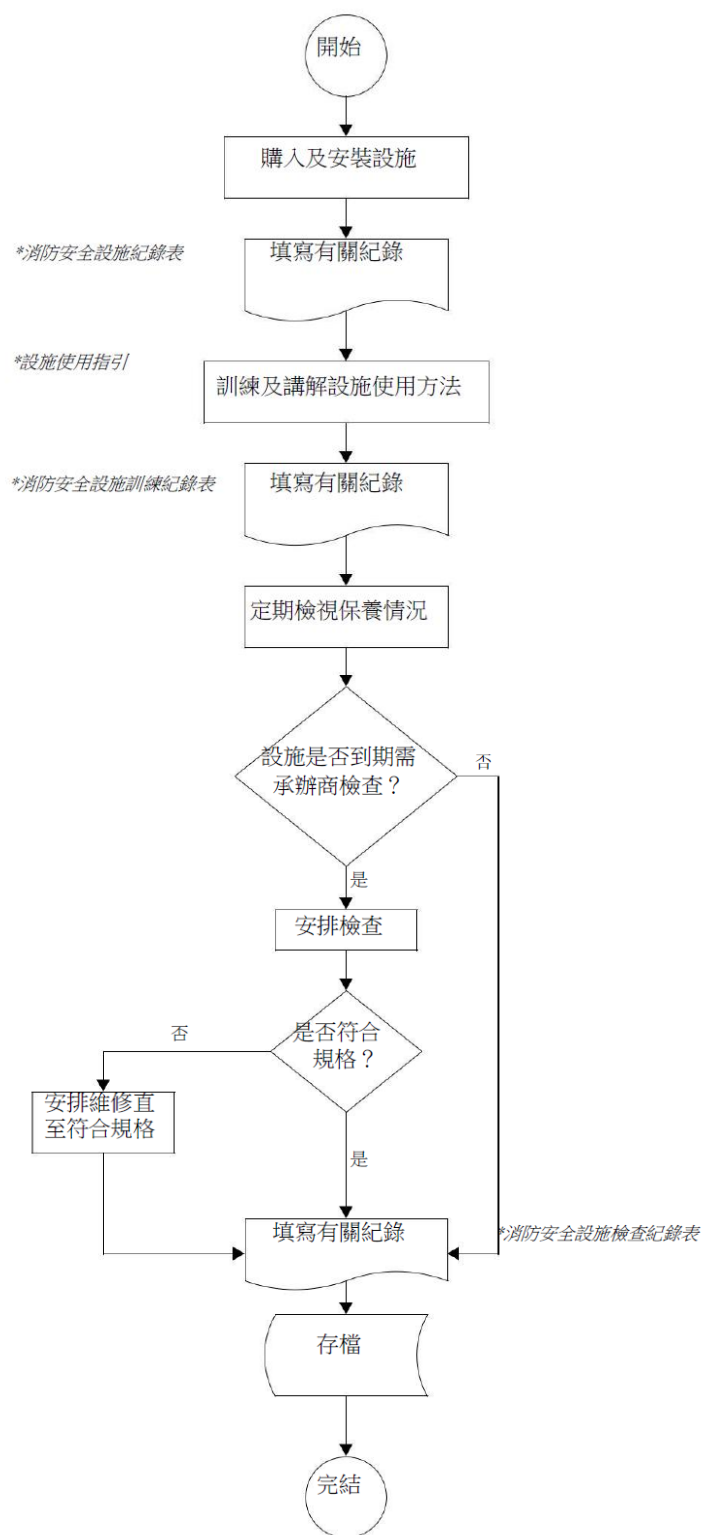 開始
購入及安裝設施
*消防安全設施紀錄表
填寫有關紀錄
*設施使用指引
訓練及講解設施使用方法
*消防安全設施訓練紀錄表
填寫有關紀錄
定期檢視保養情況
設施是否到期需
承辦商檢查？
否
是
安排檢查
是否符合
規格？
否
安排維修直
至符合規格
是
填寫有關紀錄
*消防安全設施檢查紀錄表
存檔
完結